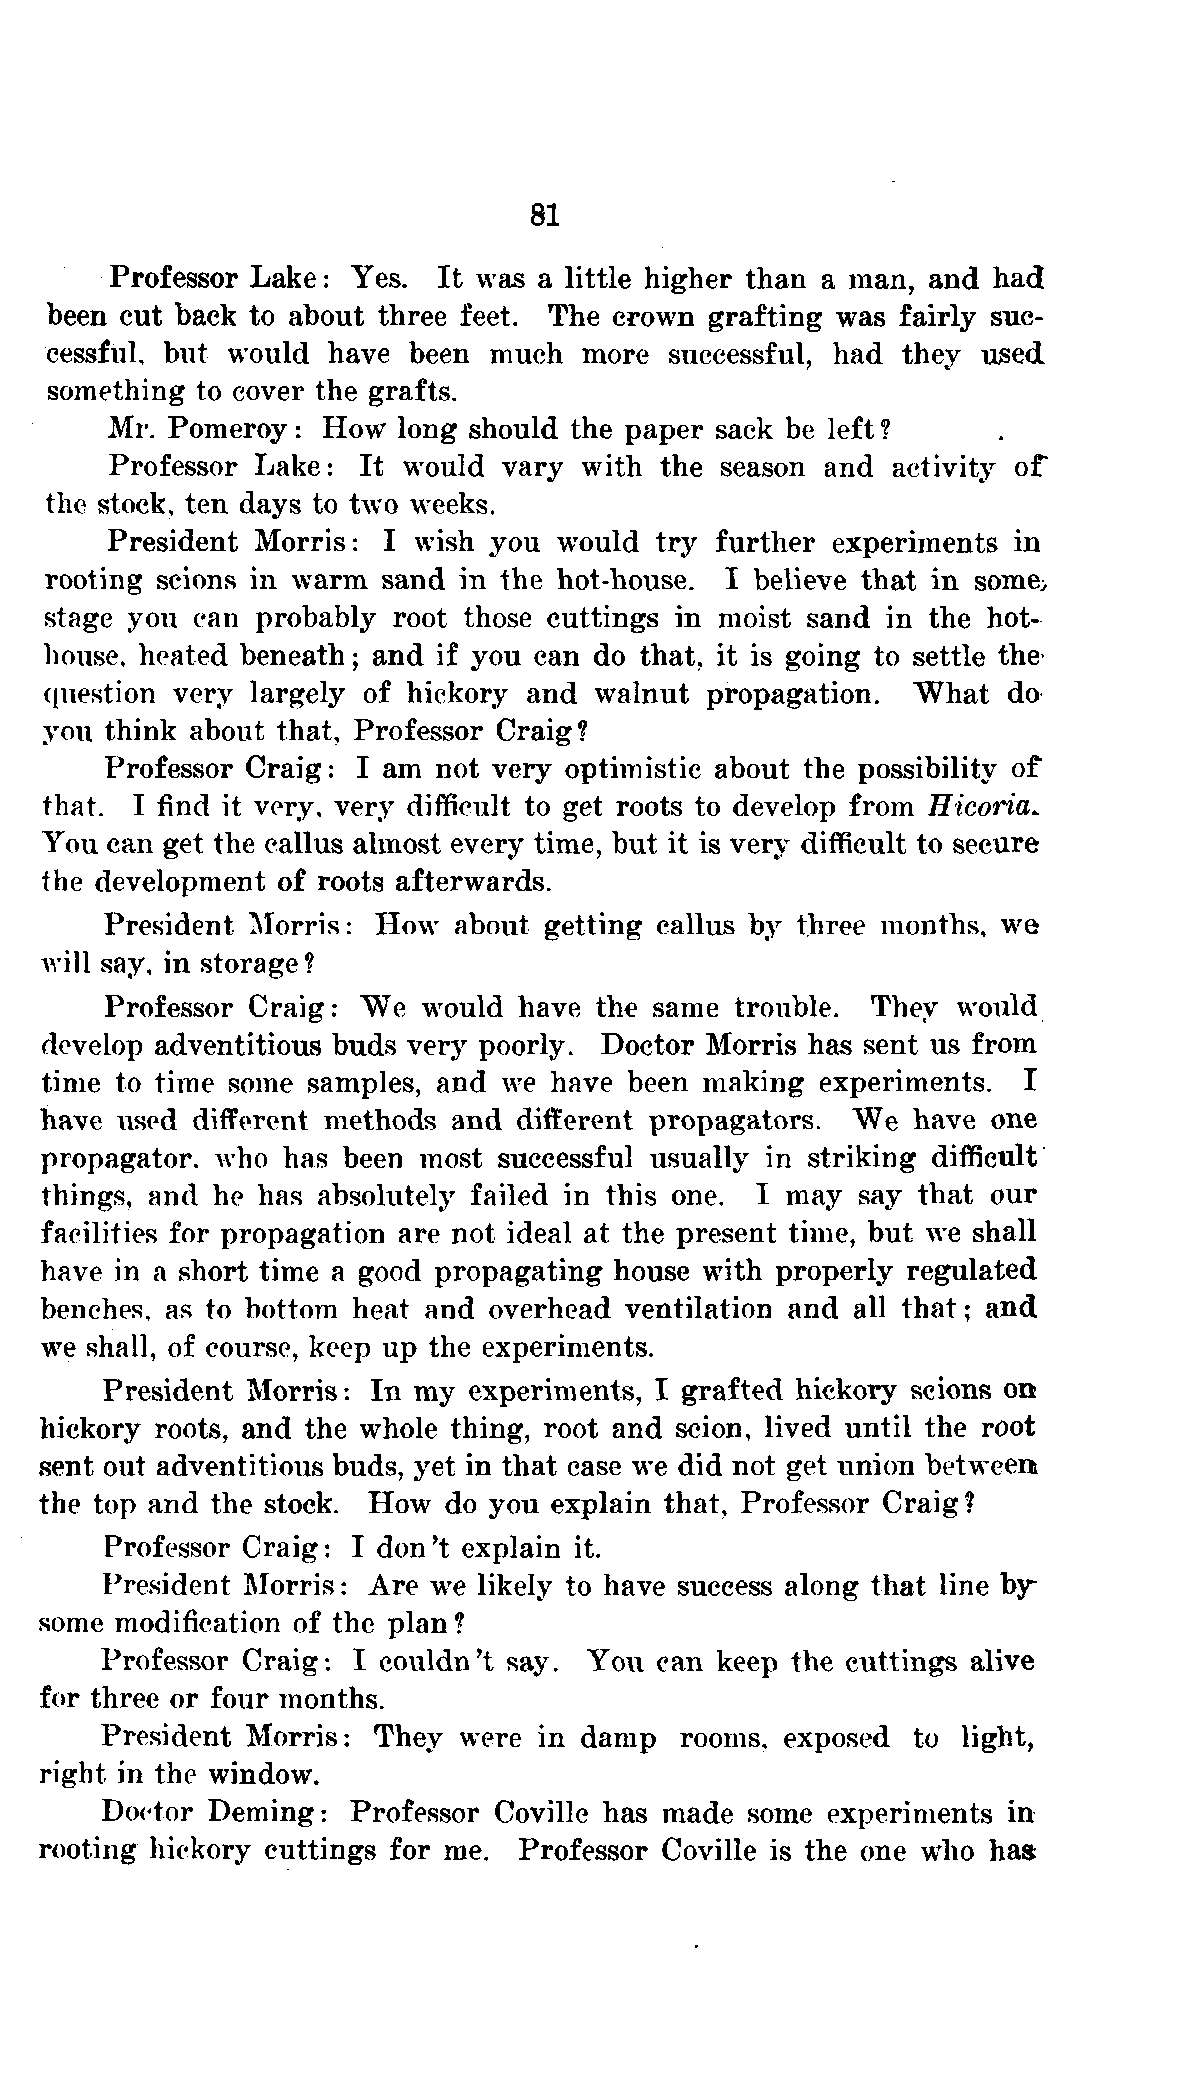 81
Professor Lake: Yes. It was a little higher than a man, and had
been cut back to about three feet. The crown grafting was fairly suc-
cessful, but would have been much more successful, had they used
something to cover the grafts.
Mr. Pomeroy: How long should the paper sack be left?
Professor Lake: It would vary with the season and activity of
the stock, ten days to two weeks.
President Morris: I wish you would try further experiments in
rooting scions in warm sand in the hot-house. I believe that in some
stage you can probably root those cuttings in moist sand in the hot-
house, heated beneath; and if you can do that, it is going to settle the
question very largely of hickory and walnut propagation. What do
you think about that, Professor Craig?
Professor Craig: I am not very optimistic about the possibility of
that. I find it very, very difficult to get roots to develop from Hicoria.
You can get the callus almost every time, but it is very difficult to secure
the development of roots afterwards.
President Morris: How about getting callus by three months, we
will say, in storage?
Professor Craig: We would have the same trouble. They would
develop adventitious buds very poorly. Doctor Morris has sent us from
time to time some samples, and we have been making experiments. I
have used different methods and different propagators. We have one
propagator, who has been most successful usually in striking difficult
things, and he has absolutely failed in this one. I may say that our
facilities for propagation are not ideal at the present time, but we shall
have in a short time a good propagating house with properly regulated
benches, as to bottom heat and overhead ventilation and all that; and
we shall, of course, keep up the experiments.
President Morris: In my experiments, I grafted hickory scions on
hickory roots, and the whole thing, root and scion, lived until the root
sent out adventitious buds, yet in that case we did not get union between
the top and the stock. How do you explain that, Professor Craig?
Professor Craig: I don't explain it.
President Morris: Are we likely to have success along that line by
some modification of the plan?
Professor Craig: I couldn't say. You can keep the cuttings alive
for three or four months.
President Morris: They were in damp rooms, exposed to light,
right in the window.
Doctor Deming: Professor Coville has made some experiments in
rooting hickory cuttings for me. Professor Coville is the one who has